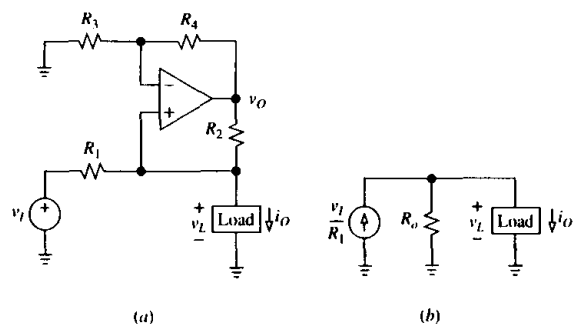 R3
R4
−
+
vO
R2
R1
vI
+
+
vL
−
Load
iO
vI
R1
Ro
+
vL
−
Load
iO
(a)
(b)